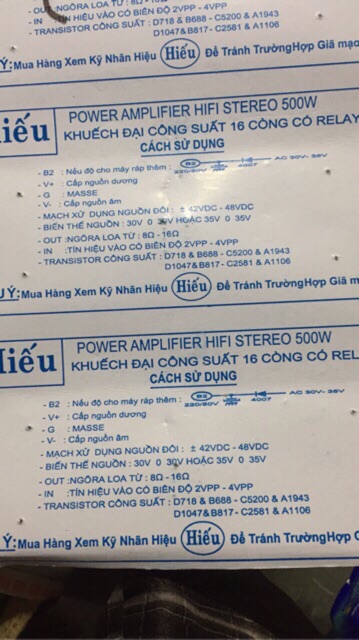 - OUT :NGÕRA LOA TỪ : 8Ω - 16Ω
- IN :TÍN HIỆU VÀO CÓ BIÊN ĐỘ 2VPP - 4VPP
- TRANSISTOR CÔNG SUẤT : D718 & B688 - C5200 & A1943
D1047&B817 - C2581 & A1106
Ý: Mua Hàng Xem Kỹ Nhãn Hiệu Hiếu Để Tránh TrườngHợp Giã mạo
Hiếu
POWER AMPLIFIER HIFI STEREO 500W
KHUẾCH ĐẠI CÔNG SUẤT 16 CÒNG CÓ RELAY
CÁCH SỬ DỤNG
- B2 : Nếu độ cho máy ráp thêm : B2 220/50V 4007 AC 30V- 35V
- V+ : Cấp nguồn dương
- G : MASSE
- V- : Cấp nguồn âm
- MẠCH XỬ DỤNG NGUỒN ĐÔI : ± 42VDC - 48VDC
- BIẾN THẾ NGUỒN : 30V 0 30V HOẶC 35V 0 35V
- OUT :NGÕRA LOA TỪ : 8Ω - 16Ω
- IN :TÍN HIỆU VÀO CÓ BIÊN ĐỘ 2VPP - 4VPP
- TRANSISTOR CÔNG SUẤT : D718 & B688 - C5200 & A1943
D1047&B817 - C2581 & A1106
Ý: Mua Hàng Xem Kỹ Nhãn Hiệu Hiếu Để Tránh TrườngHợp Giã m
Hiếu
POWER AMPLIFIER HIFI STEREO 500W
KHUẾCH ĐẠI CÔNG SUẤT 16 CÒNG CÓ REL
CÁCH SỬ DỤNG
- B2 : Nếu độ cho máy ráp thêm : B2 220/50V 4007 AC 30V- 35V
- V+ : Cấp nguồn dương
- G : MASSE
- V- : Cấp nguồn âm
- MẠCH XỬ DỤNG NGUỒN ĐÔI : ± 42VDC - 48VDC
- BIẾN THẾ NGUỒN : 30V 0 30V HOẶC 35V 0 35V
- OUT :NGÕRA LOA TỪ : 8Ω - 16Ω
- IN :TÍN HIỆU VÀO CÓ BIÊN ĐỘ 2VPP - 4VPP
- TRANSISTOR CÔNG SUẤT : D718 & B688 - C5200 & A1943
D1047&B817 - C2581 & A1106
Ý: Mua Hàng Xem Kỹ Nhãn Hiệu Hiếu Để Tránh TrườngHợp G